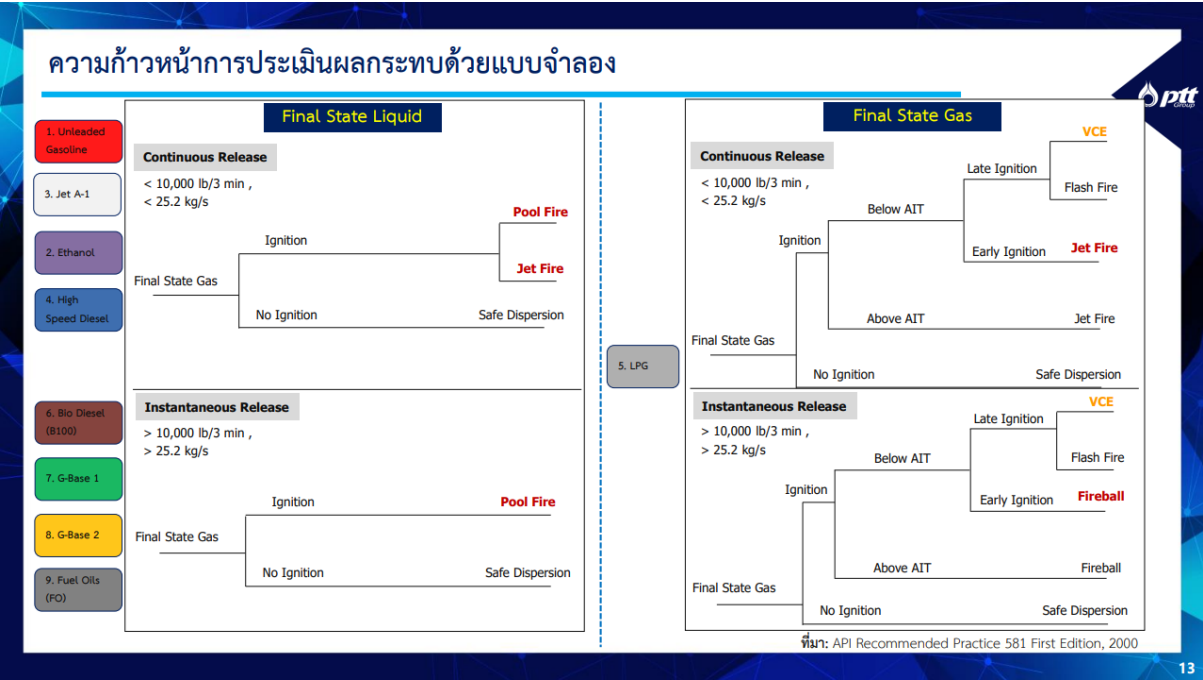 ความก้าวหน้าการประเมินผลกระทบด้วยแบบจำลอง
ptt
Group
1. Unleaded
Gasoline
3. Jet A-1
2. Ethanol
4. High
Speed Diesel
6. Bio Diesel
(B100)
7. G-Base 1
8. G-Base 2
9. Fuel Oils
(FO)
Final State Liquid
Continuous Release
< 10,000 lb/3 min ,
< 25.2 kg/s
Pool Fire
Ignition
Jet Fire
Final State Gas
No Ignition
Safe Dispersion
Instantaneous Release
> 10,000 lb/3 min ,
> 25.2 kg/s
Ignition
Pool Fire
Final State Gas
No Ignition
Safe Dispersion
5. LPG
Final State Gas
VCE
Continuous Release
Late Ignition
< 10,000 lb/3 min ,
Flash Fire
< 25.2 kg/s
Below AIT
Ignition
Early Ignition
Jet Fire
Above AIT
Jet Fire
Final State Gas
No Ignition
Safe Dispersion
VCE
Instantaneous Release
Late Ignition
> 10,000 lb/3 min ,
> 25.2 kg/s
Below AIT
Flash Fire
Ignition
Early Ignition
Fireball
Above AIT
Fireball
Final State Gas
No Ignition
Safe Dispersion
ที่มา: API Recommended Practice 581 First Edition, 2000
13